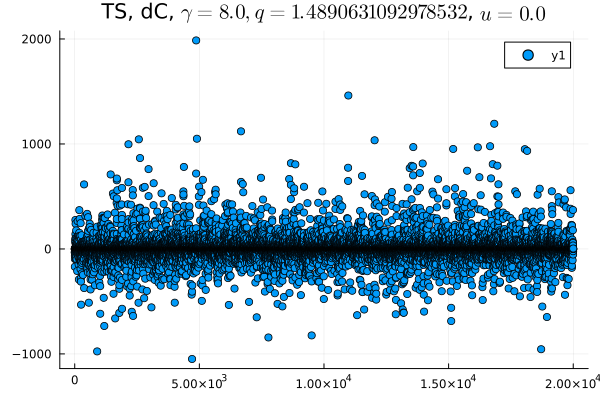 TS, dC, γ = 8.0, q = 1.4890631092978532, u = 0.0
2000
y1
1000
0
−1000
0 5.00×10³ 1.00×10⁴ 1.50×10⁴ 2.00×10⁴